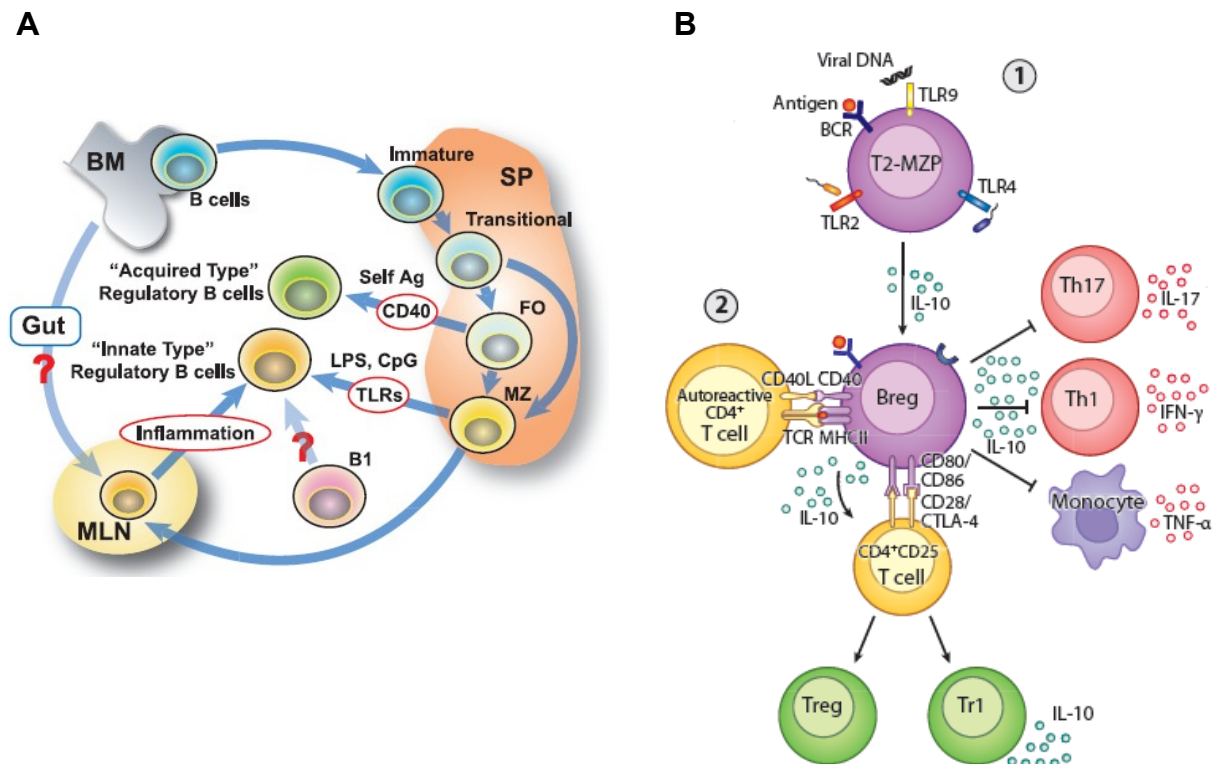 A
BM
B cells
Immature
SP
Transitional
"Acquired Type"
Regulatory B cells
Self Ag
CD40
FO
Gut
?
"Innate Type"
Regulatory B cells
LPS, CpG
TLRs
MZ
Inflammation
?
B1
MLN
B
Viral DNA
1
TLR9
Antigen
BCR
T2-MZP
TLR4
TLR2
IL-10
Th17
IL-17
2
CD40L CD40
Autoreactive
CD4+
T cell
Breg
Th1
IFN-γ
TCR MHCii
IL-10
CD80/
CD86
CD28/
CTLA-4
IL-10
Monocyte
TNF-α
CD4+CD25
T cell
Treg
Tr1
IL-10